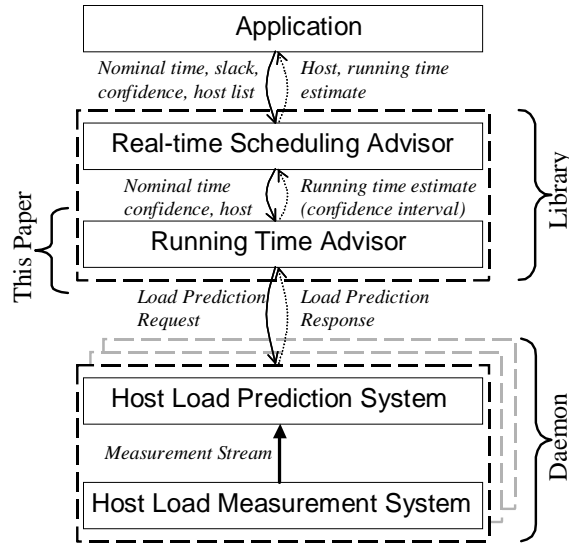 Application
Nominal time, slack,
confidence, host list
Host, running time
estimate
Real-time Scheduling Advisor
Nominal time
confidence, host
Running time estimate
(confidence interval)
Running Time Advisor
Library
This Paper
Load Prediction
Request
Load Prediction
Response
Host Load Prediction System
Measurement Stream
Host Load Measurement System
Daemon